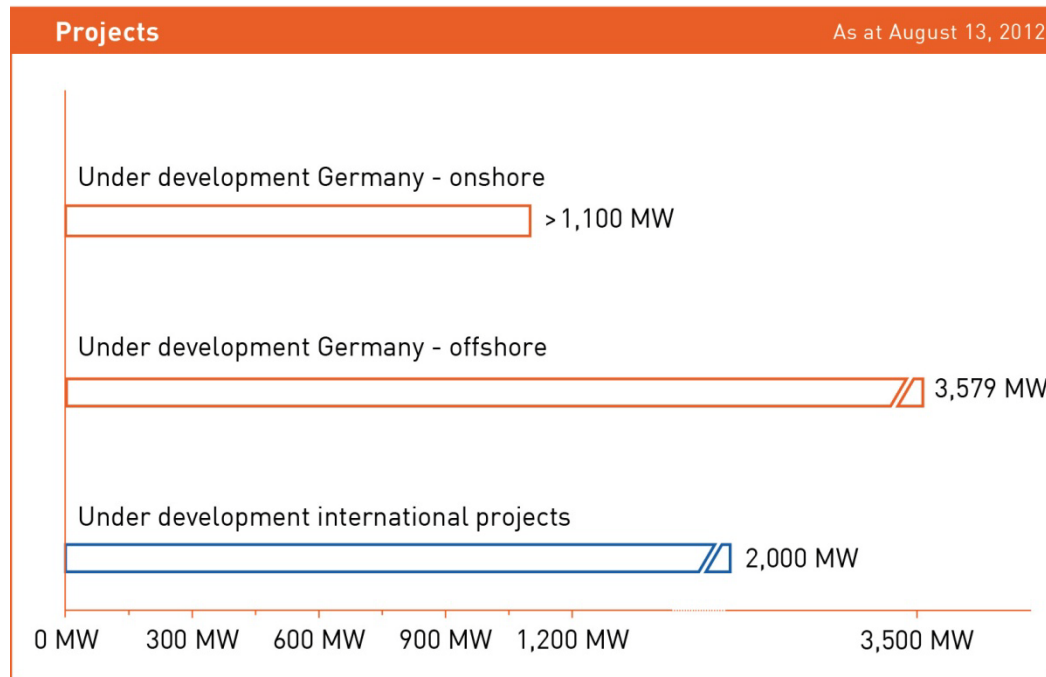 Projects
As at August 13, 2012
Under development Germany - onshore
>1,100 MW
Under development Germany - offshore
3,579 MW
Under development international projects
2,000 MW
0 MW 300 MW 600 MW 900 MW 1,200 MW 3,500 MW